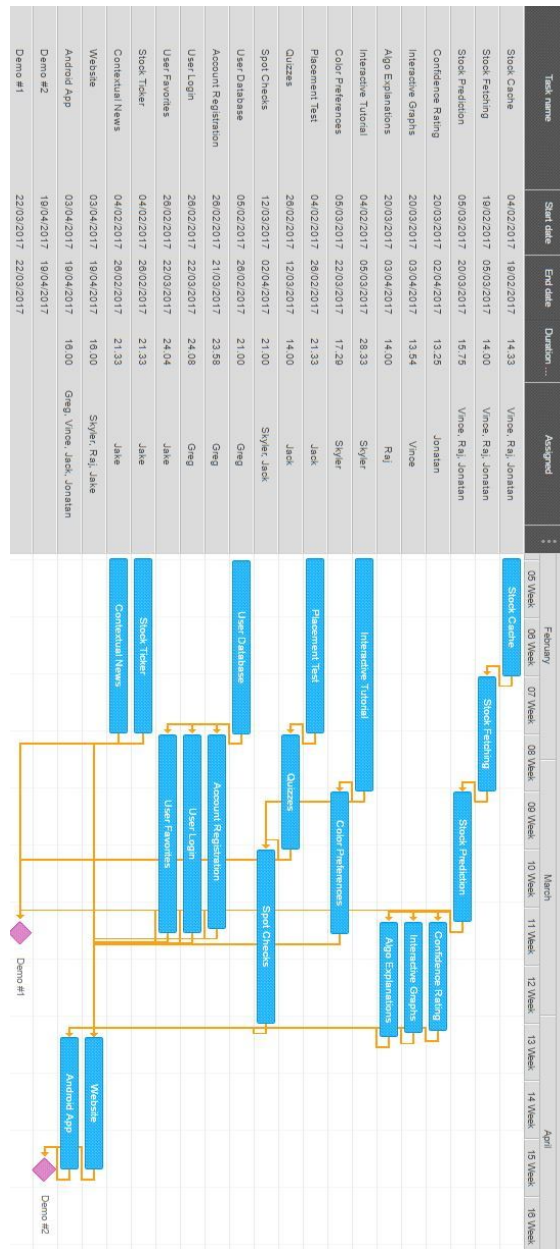 Task name Start date End date Duration ... Assigned
Stock Cache 04/02/2017 19/02/2017 14.33 Vince, Raj, Jonatan
Stock Fetching 19/02/2017 05/03/2017 14.00 Vince, Raj, Jonatan
Stock Prediction 05/03/2017 20/03/2017 15.75 Vince, Raj, Jonatan
Confidence Rating 20/03/2017 02/04/2017 13.25 Jonatan
Interactive Graphs 20/03/2017 03/04/2017 13.54 Vince
Algo Explanations 20/03/2017 03/04/2017 14.00 Raj
Interactive Tutorial 04/02/2017 05/03/2017 28.33 Skyler
Color Preferences 05/03/2017 22/03/2017 17.29 Skyler
Placement Test 04/02/2017 26/02/2017 21.33 Jack
Quizzes 26/02/2017 12/03/2017 14.00 Jack
Spot Checks 12/03/2017 02/04/2017 21.00 Skyler, Jack
User Database 05/02/2017 26/02/2017 21.00 Greg
Account Registration 26/02/2017 21/03/2017 23.58 Greg
User Login 26/02/2017 22/03/2017 24.08 Greg
User Favorites 26/02/2017 22/03/2017 24.04 Jake
Stock Ticker 04/02/2017 26/02/2017 21.33 Jake
Contextual News 04/02/2017 26/02/2017 21.33 Jake
Website 03/04/2017 19/04/2017 16.00 Skyler, Raj, Jake
Android App 03/04/2017 19/04/2017 16.00 Greg, Vince, Jack, Jonatan
Demo #2 19/04/2017 19/04/2017
Demo #1 22/03/2017 22/03/2017
February March April
05 Week 06 Week 07 Week 08 Week 09 Week 10 Week 11 Week 12 Week 13 Week 14 Week 15 Week 16 Week
Stock Cache
Stock Fetching
Stock Prediction
Confidence Rating
Interactive Graphs
Algo Explanations
Interactive Tutorial
Color Preferences
Placement Test
Quizzes
Spot Checks
User Database
Account Registration
User Login
User Favorites
Stock Ticker
Contextual News
Website
Android App
Demo #2
Demo #1